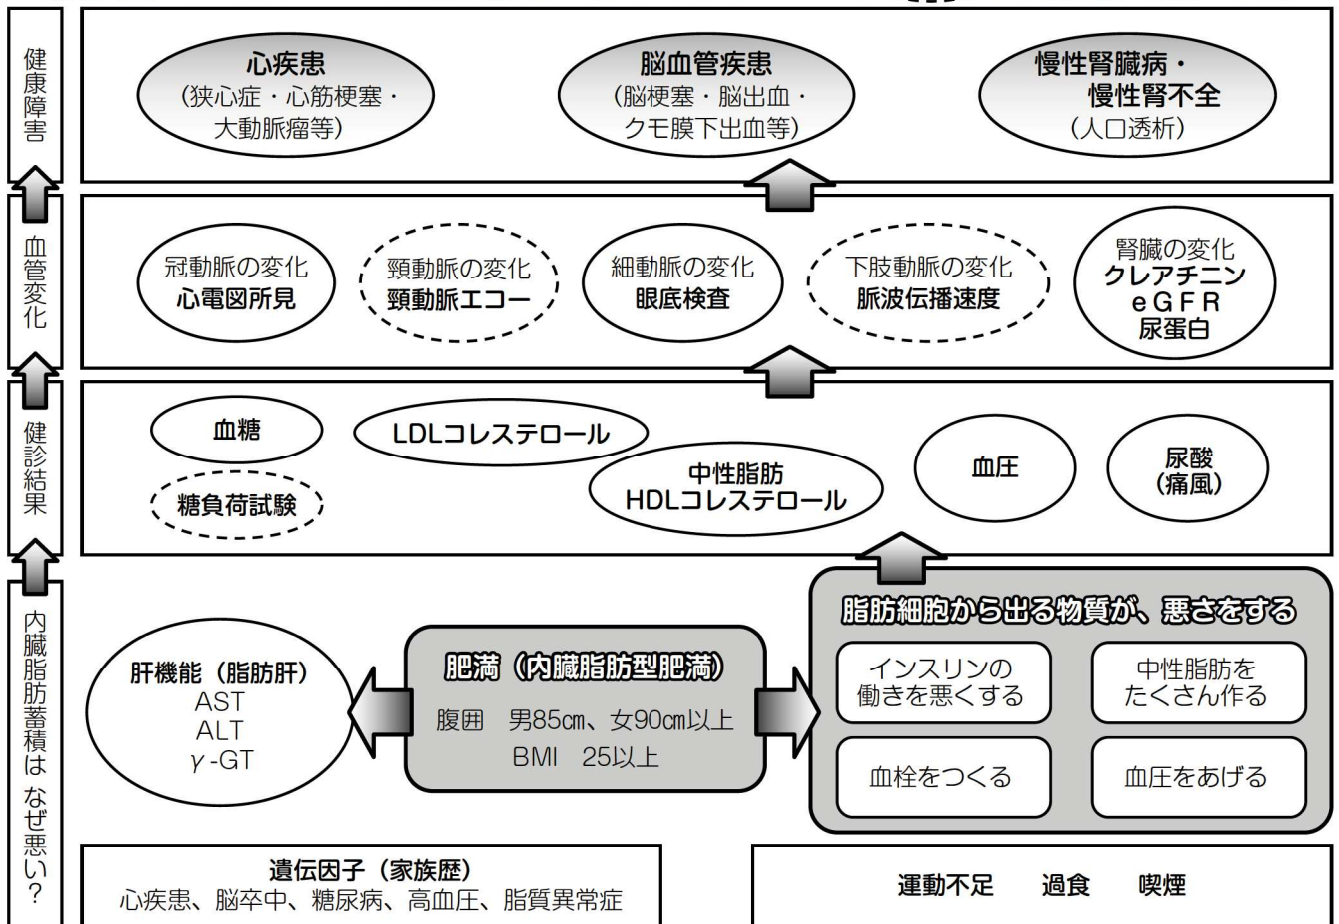 健康障害
心疾患
(狭心症・心筋梗塞・
大動脈瘤等)
脳血管疾患
(脳梗塞・脳出血・
クモ膜下出血等)
慢性腎臓病・
慢性腎不全
(人口透析)
血管変化
冠動脈の変化
心電図所見
頸動脈の変化
頸動脈エコー
細動脈の変化
眼底検査
下肢動脈の変化
脈波伝播速度
腎臓の変化
クレアチニン
eGFR
尿蛋白
健診結果
血糖
糖負荷試験
LDLコレステロール
中性脂肪
HDLコレステロール
血圧
尿酸
(痛風)
内臓脂肪蓄積は なぜ悪い?
肝機能(脂肪肝)
AST
ALT
γ-GT
肥満(内臓脂肪型肥満)
腹囲 男85㎝、女90㎝以上
BMI 25以上
脂肪細胞から出る物質が、悪さをする
インスリンの
働きを悪くする
中性脂肪を
たくさん作る
血栓をつくる
血圧をあげる
遺伝因子(家族歴)
心疾患、脳卒中、糖尿病、高血圧、脂質異常症
運動不足 過食 喫煙